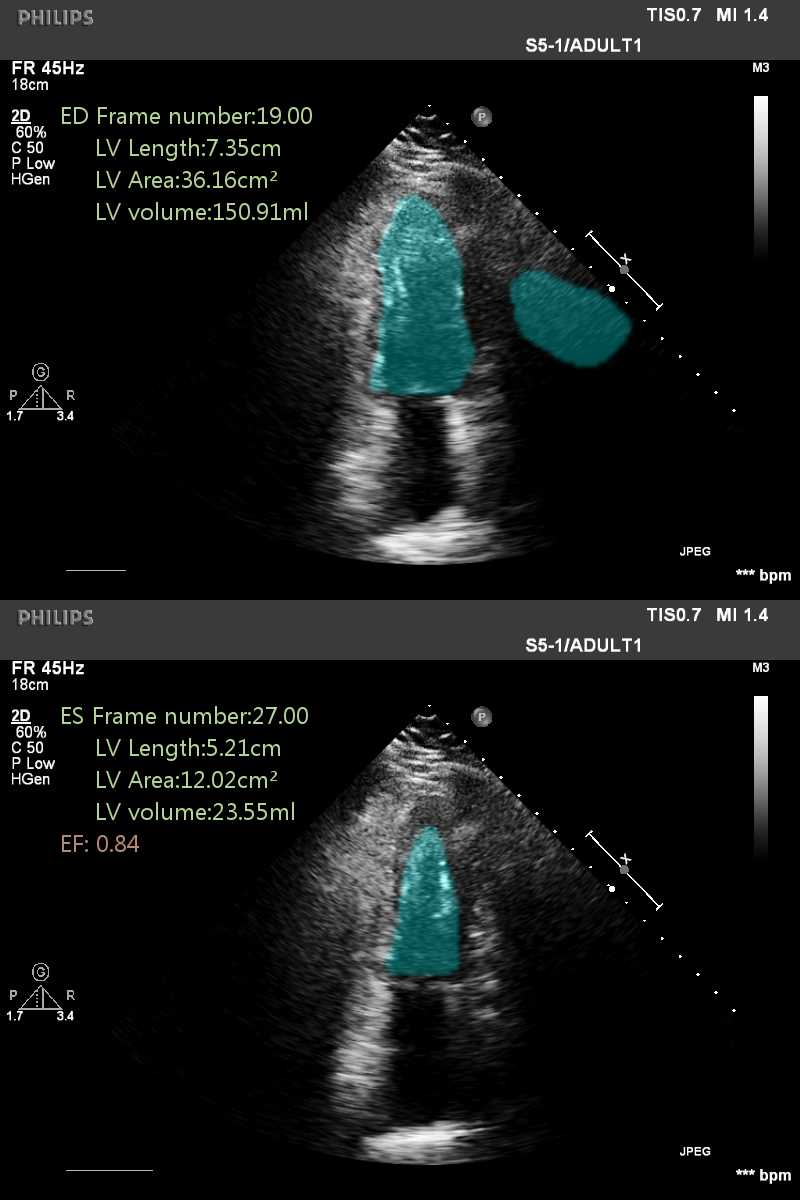 PHILIPS
TIS0.7 MI 1.4
S5-1/ADULT1
FR 45Hz
18cm
M3
2D
60%
C 50
P Low
HGen
ED Frame number:19.00
LV Length:7.35cm
LV Area:36.16cm²
LV volume:150.91ml
P
X
G
P R
1.7 3.4
JPEG
*** bpm
PHILIPS
TIS0.7 MI 1.4
S5-1/ADULT1
FR 45Hz
18cm
M3
2D
60%
C 50
P Low
HGen
ES Frame number:27.00
LV Length:5.21cm
LV Area:12.02cm²
LV volume:23.55ml
EF: 0.84
P
X
G
P R
1.7 3.4
JPEG
*** bpm